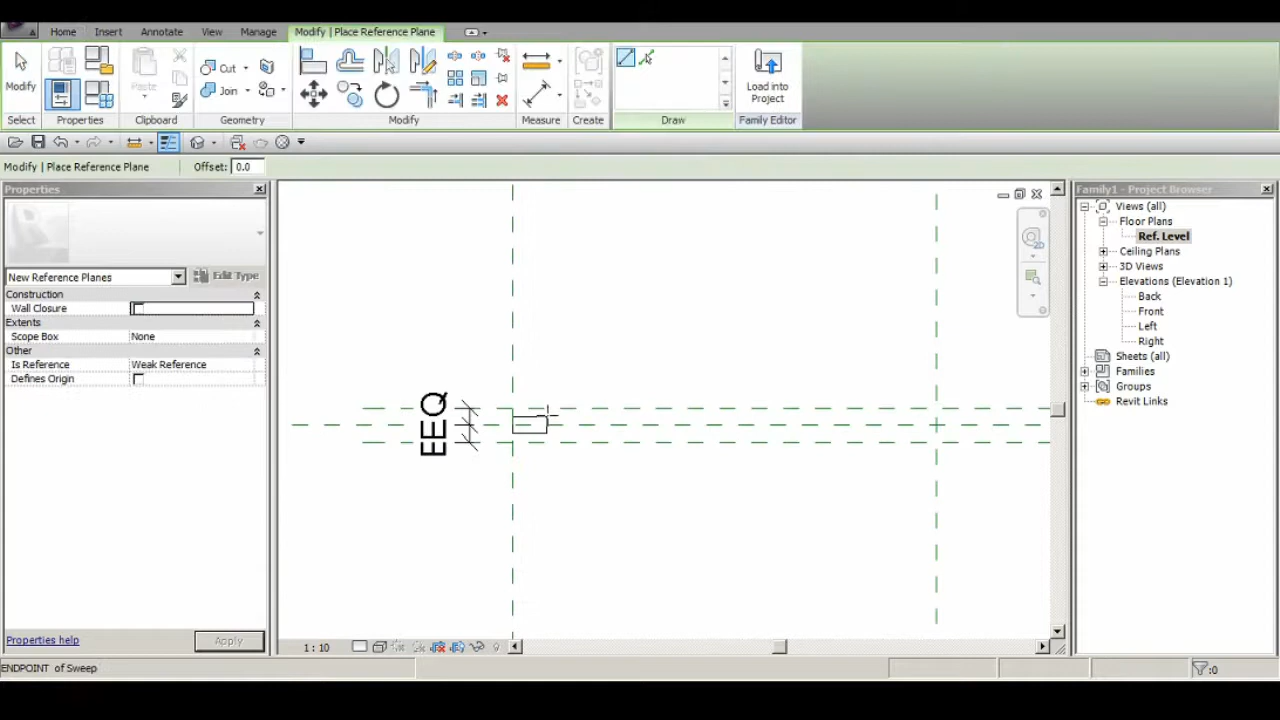 Home Insert Annotate View Manage Modify | Place Reference Plane
Modify
Paste
Cut
Join
Load into
Project
Select Properties Clipboard Geometry Modify Measure Create Draw Family Editor
Modify | Place Reference Plane Offset: 0.0
Properties
New Reference Planes Edit Type
Construction
Wall Closure
Extents
Scope Box None
Other
Is Reference Weak Reference
Defines Origin
Properties help Apply
EEQ
1 : 10
ENDPOINT of Sweep
:0
Family1 - Project Browser
Views (all)
Floor Plans
Ref. Level
Ceiling Plans
3D Views
Elevations (Elevation 1)
Back
Front
Left
Right
Sheets (all)
Families
Groups
Revit Links